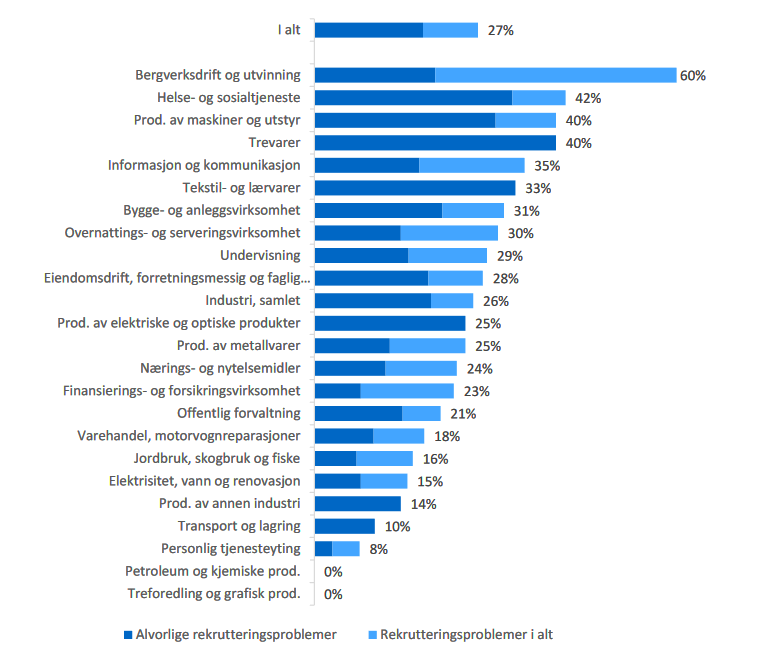 I alt 27%
Bergverksdrift og utvinning 60%
Helse- og sosialtjeneste 42%
Prod. av maskiner og utstyr 40%
Trevarer 40%
Informasjon og kommunikasjon 35%
Tekstil- og lærvarer 33%
Bygge- og anleggsvirksomhet 31%
Overnattings- og serveringsvirksomhet 30%
Undervisning 29%
Eiendomsdrift, forretningsmessig og faglig... 28%
Industri, samlet 26%
Prod. av elektriske og optiske produkter 25%
Prod. av metallvarer 25%
Nærings- og nytelsemidler 24%
Finansierings- og forsikringsvirksomhet 23%
Offentlig forvaltning 21%
Varehandel, motorvognreparasjoner 18%
Jordbruk, skogbruk og fiske 16%
Elektrisitet, vann og renovasjon 15%
Prod. av annen industri 14%
Transport og lagring 10%
Personlig tjenesteyting 8%
Petroleum og kjemiske prod. 0%
Treforedling og grafisk prod. 0%
Alvorlige rekrutteringsproblemer Rekrutteringsproblemer i alt